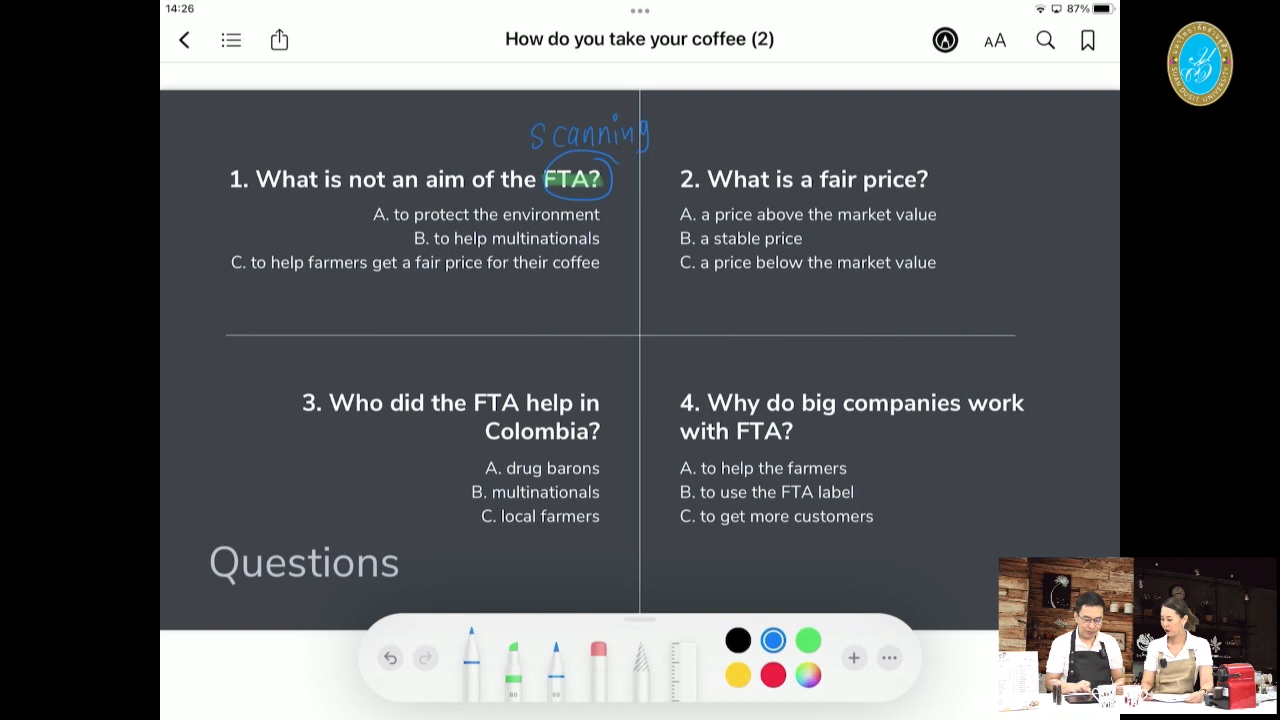 14:26
87%
How do you take your coffee (2)
AA
SUAN DUSIT UNIVERSITY
scanning
1. What is not an aim of the FTA?
A. to protect the environment
B. to help multinationals
C. to help farmers get a fair price for their coffee
2. What is a fair price?
A. a price above the market value
B. a stable price
C. a price below the market value
3. Who did the FTA help in
Colombia?
A. drug barons
B. multinationals
C. local farmers
4. Why do big companies work
with FTA?
A. to help the farmers
B. to use the FTA label
C. to get more customers
Questions